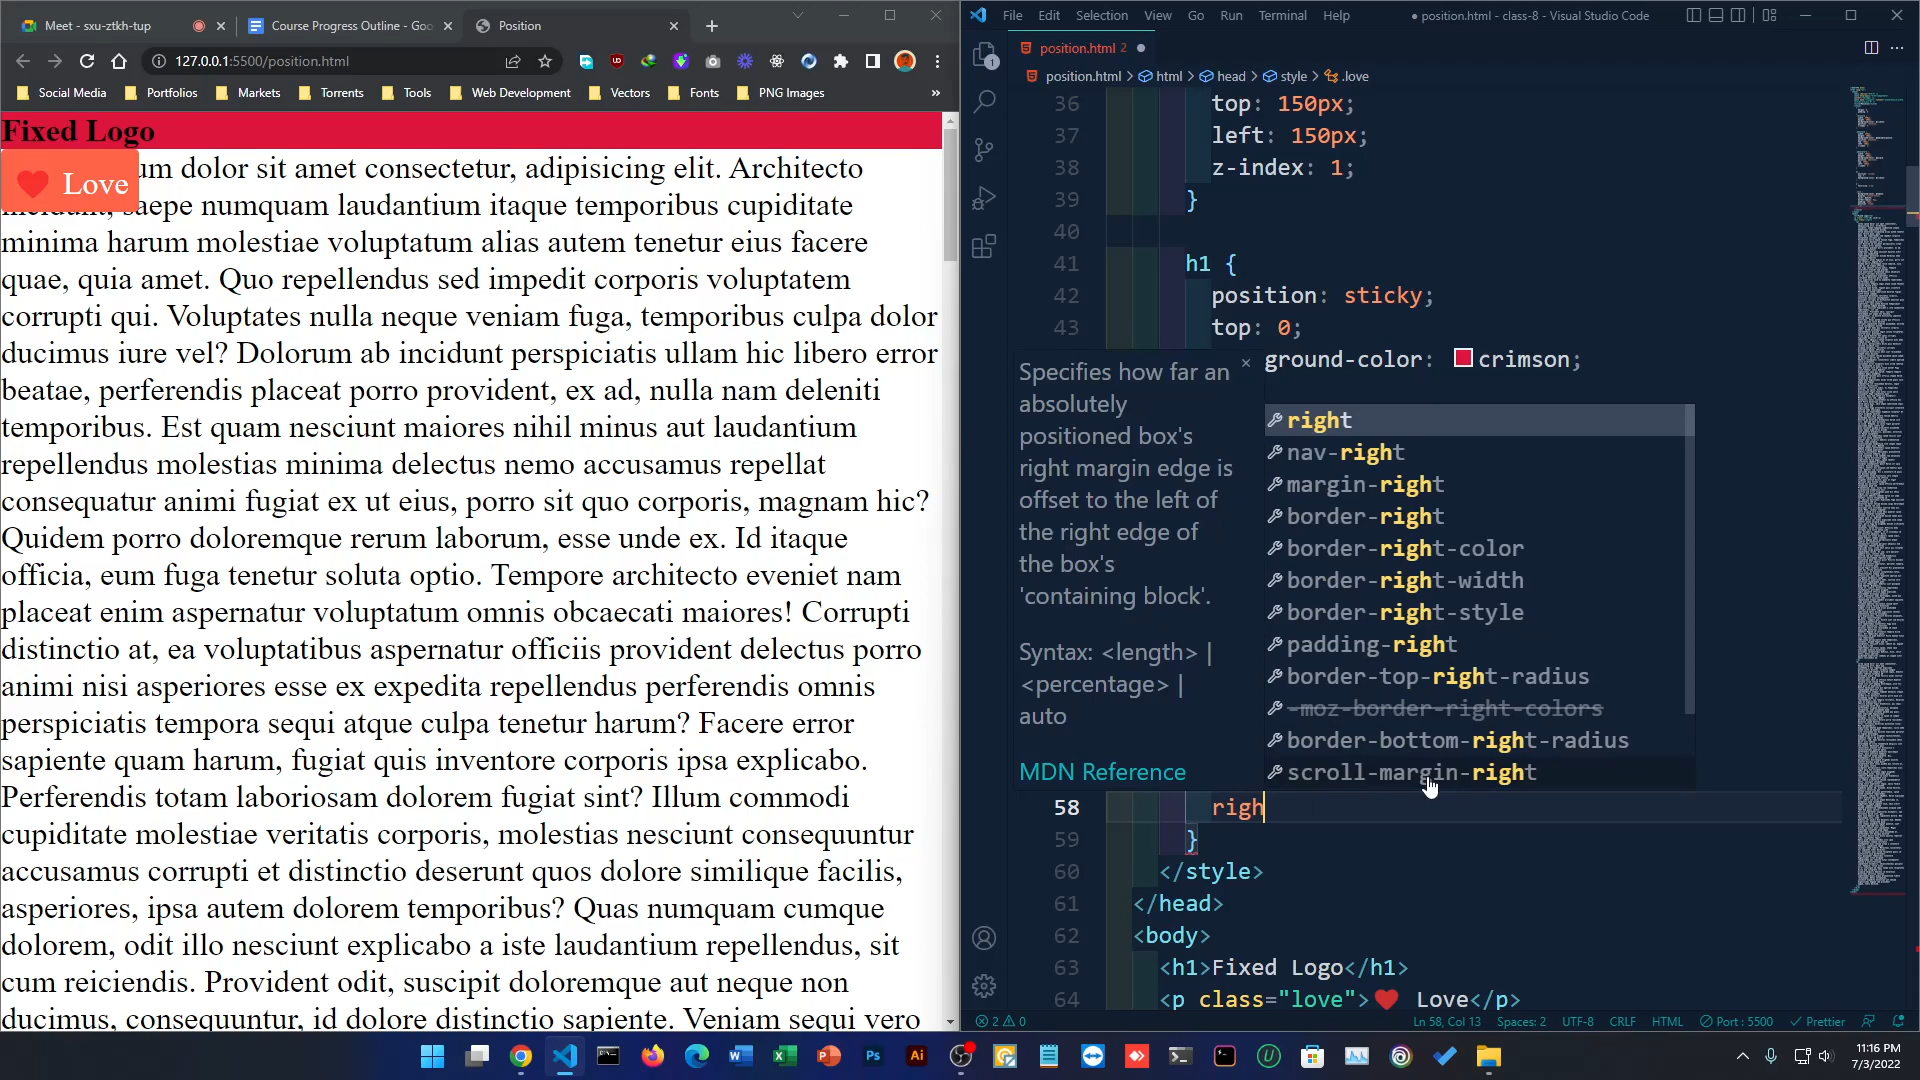 Meet - sxu-ztkh-tup
Course Progress Outline - Goo
Position
127.0.0.1:5500/position.html
Social Media
Portfolios
Markets
Torrents
Tools
Web Development
Vectors
Fonts
PNG Images
»
Fixed Logo
❤ Love
um dolor sit amet consectetur, adipisicing elit. Architecto
incidunt, saepe numquam laudantium itaque temporibus cupiditate
minima harum molestiae voluptatum alias autem tenetur eius facere
quae, quia amet. Quo repellendus sed impedit corporis voluptatem
corrupti qui. Voluptates nulla neque veniam fuga, temporibus culpa dolor
ducimus iure vel? Dolorum ab incidunt perspiciatis ullam hic libero error
beatae, perferendis placeat porro provident, ex ad, nulla nam deleniti
temporibus. Est quam nesciunt maiores nihil minus aut laudantium
repellendus molestias minima delectus nemo accusamus repellat
consequatur animi fugiat ex ut eius, porro sit quo corporis, magnam hic?
Quidem porro doloremque rerum laborum, esse unde ex. Id itaque
officia, eum fuga tenetur soluta optio. Tempore architecto eveniet nam
placeat enim aspernatur voluptatum omnis obcaecati maiores! Corrupti
distinctio at, ea voluptatibus aspernatur officiis provident delectus porro
animi nisi asperiores esse ex expedita repellendus perferendis omnis
perspiciatis tempora sequi atque culpa tenetur harum? Facere error
sapiente quam harum, fugiat quis inventore corporis ipsa explicabo.
Perferendis totam laboriosam dolorem fugiat sint? Illum commodi
cupiditate molestiae veritatis corporis, molestias nesciunt consequuntur
accusamus corrupti et distinctio deserunt quos dolore similique facilis,
asperiores, ipsa autem dolorem temporibus? Quas numquam cumque
dolorem, odit illo nesciunt explicabo a iste laudantium repellendus, sit
cum reiciendis. Provident odit, suscipit doloremque aut neque non
ducimus, consequuntur, id dolore distinctio sapiente. Veniam sequi vero
File Edit Selection View Go Run Terminal Help
● position.html - class-8 - Visual Studio Code
position.html 2 ●
position.html > html > head > style > .love
36 top: 150px;
37 left: 150px;
38 z-index: 1;
39 }
40
41 h1 {
42 position: sticky;
43 top: 0;
ground-color: crimson;
Specifies how far an
absolutely
positioned box's
right margin edge is
offset to the left of
the right edge of
the box's
'containing block'.
Syntax: <length> |
<percentage> |
auto
MDN Reference
right
nav-right
margin-right
border-right
border-right-color
border-right-width
border-right-style
padding-right
border-top-right-radius
-moz-border-right-colors
border-bottom-right-radius
scroll-margin-right
58 righ
59 }
60 </style>
61 </head>
62 <body>
63 <h1>Fixed Logo</h1>
64 <p class="love">❤ Love</p>
2 0
Ln 58, Col 13
Spaces: 2
UTF-8
CRLF
HTML
Port : 5500
Prettier
11:16 PM
7/3/2022